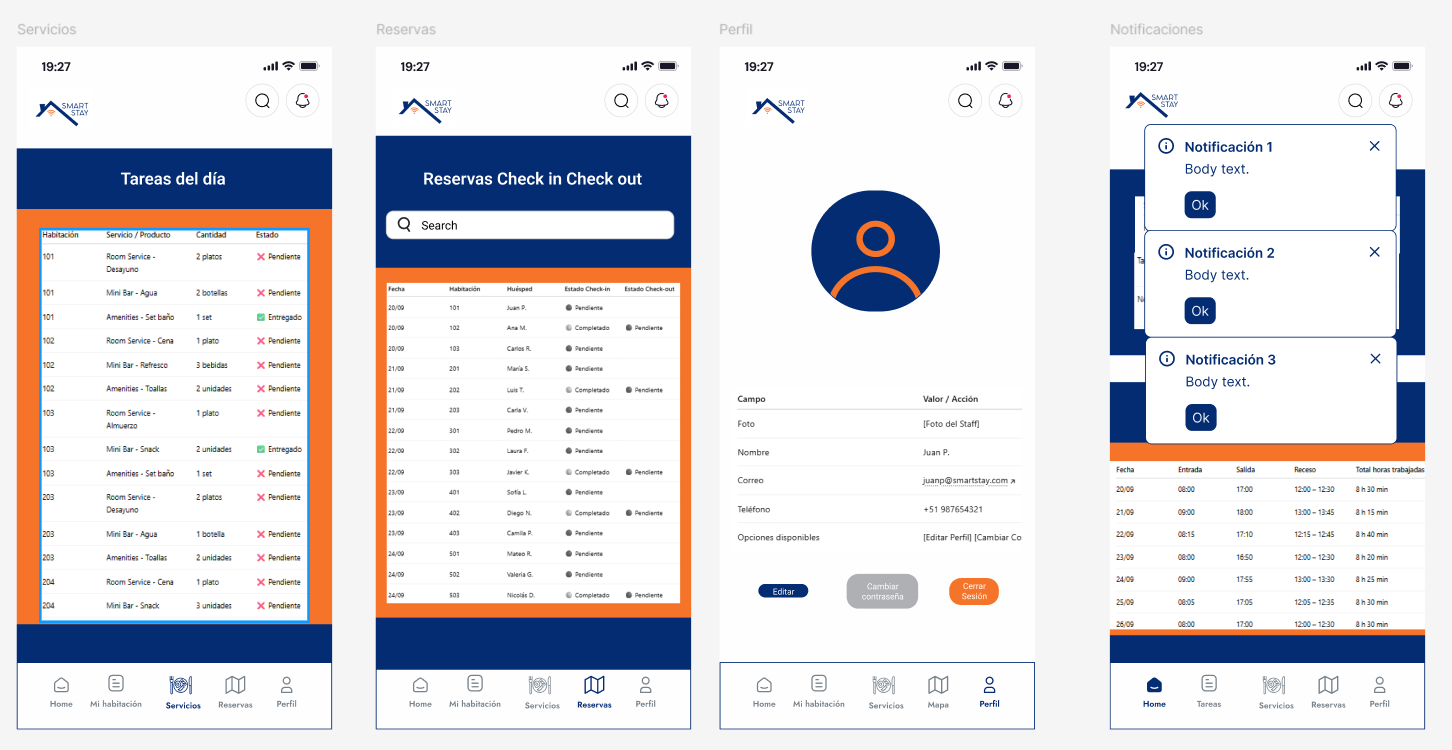 Servicios
19:27
SMART
STAY
Tareas del día
Habitación Servicio / Producto Cantidad Estado
101 Room Service - Desayuno 2 platos Pendiente
101 Mini Bar - Agua 2 botellas Pendiente
101 Amenities - Set baño 1 set Entregado
102 Room Service - Cena 1 plato Pendiente
102 Mini Bar - Refresco 3 bebidas Pendiente
102 Amenities - Toallas 2 unidades Pendiente
103 Room Service - Almuerzo 1 plato Pendiente
103 Mini Bar - Snack 2 unidades Entregado
103 Amenities - Set baño 1 set Pendiente
203 Room Service - Desayuno 2 platos Pendiente
203 Mini Bar - Agua 1 botella Pendiente
203 Amenities - Toallas 2 unidades Pendiente
204 Room Service - Cena 1 plato Pendiente
204 Mini Bar - Snack 3 unidades Pendiente
Home Mi habitación Servicios Reservas Perfil
Reservas
19:27
SMART
STAY
Reservas Check in Check out
Search
Fecha Habitación Huésped Estado Check-in Estado Check-out
20/09 101 Juan P. Pendiente
20/09 102 Ana M. Completado Pendiente
20/09 103 Carlos R. Pendiente
21/09 201 María S. Pendiente
21/09 202 Luis T. Completado Pendiente
21/09 203 Carla V. Pendiente
22/09 301 Pedro M. Pendiente
22/09 302 Laura F. Pendiente
22/09 303 Javier K. Completado Pendiente
23/09 401 Sofía L. Pendiente
23/09 402 Diego N. Completado Pendiente
23/09 403 Camila P. Pendiente
24/09 501 Mateo R. Pendiente
24/09 502 Valeria G. Pendiente
24/09 503 Nicolás D. Completado Pendiente
Home Mi habitación Servicios Reservas Perfil
Perfil
19:27
SMART
STAY
Campo Valor / Acción
Foto [Foto del Staff]
Nombre Juan P.
Correo juanp@smartstay.com ↗
Teléfono +51 987654321
Opciones disponibles [Editar Perfil] [Cambiar Co
Editar
Cambiar
contraseña
Cerrar
Sesión
Home Mi habitación Servicios Mapa Perfil
Notificaciones
19:27
SMART
STAY
Notificación 1
Body text.
Ok
Notificación 2
Body text.
Ok
Notificación 3
Body text.
Ok
Fecha Entrada Salida Receso Total horas trabajadas
20/09 08:00 17:00 12:00 – 12:30 8 h 30 min
21/09 09:00 18:00 13:00 – 13:45 8 h 15 min
22/09 08:15 17:10 12:15 – 12:45 8 h 40 min
23/09 08:00 16:50 12:00 – 12:30 8 h 20 min
24/09 09:00 17:55 13:00 – 13:30 8 h 25 min
25/09 08:05 17:05 12:05 – 12:35 8 h 30 min
26/09 08:00 17:00 12:00 – 12:30 8 h 30 min
Home Tareas Servicios Reservas Perfil